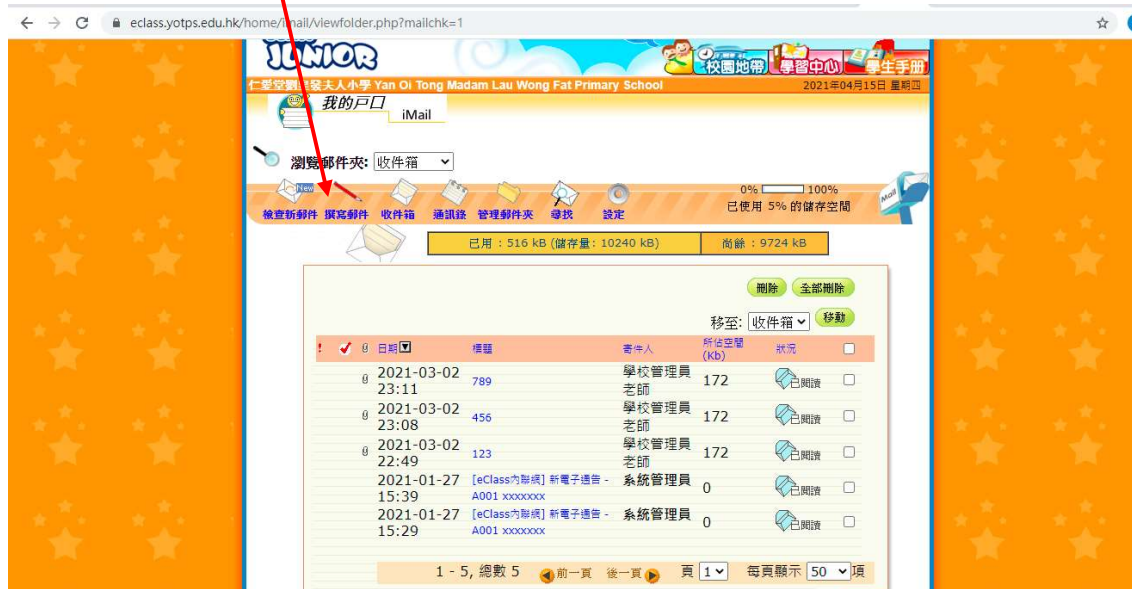 eclass.yotps.edu.hk/home/imail/viewfolder.php?mailchk=1
JUNIOR
校園地帶 學習中心 學生手冊
仁愛堂劉 發夫人小學 Yan Oi Tong Madam Lau Wong Fat Primary School 2021年04月15日 星期四
我的戶口 iMail
瀏覽郵件夾: 收件箱
New
Mail
0% 100%
已使用 5% 的儲存空間
檢查新郵件 撰寫郵件 收件箱 通訊錄 管理郵件夾 尋找 設定
已用 : 516 kB (儲存量: 10240 kB) 尚餘 : 9724 kB
刪除 全部刪除
移至: 收件箱 移動
! 日期 標題 寄件人 所佔空間 (Kb) 狀況
2021-03-02 23:11 789 學校管理員老師 172 已閱讀
2021-03-02 23:08 456 學校管理員老師 172 已閱讀
2021-03-02 22:49 123 學校管理員老師 172 已閱讀
2021-01-27 15:39 [eClass內聯網] 新電子通告 - A001 xxxxxxx 系統管理員 0 已閱讀
2021-01-27 15:29 [eClass內聯網] 新電子通告 - A001 xxxxxxx 系統管理員 0 已閱讀
1 - 5, 總數 5 前一頁 後一頁 頁 1 每頁顯示 50 項